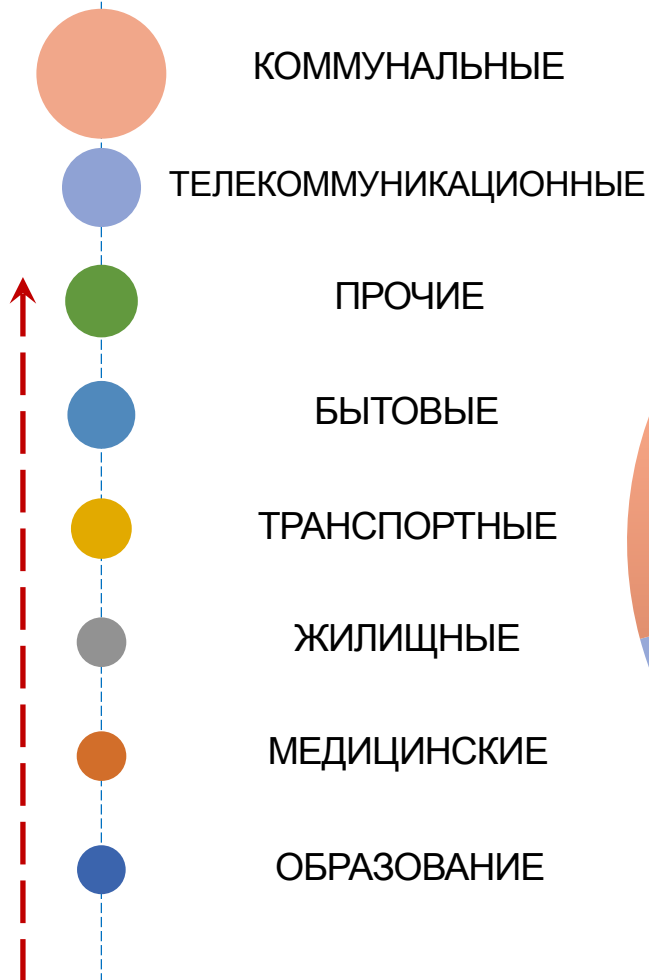 КОММУНАЛЬНЫЕ
ТЕЛЕКОММУНИКАЦИОННЫЕ
ПРОЧИЕ
БЫТОВЫЕ
ТРАНСПОРТНЫЕ
ЖИЛИЩНЫЕ
МЕДИЦИНСКИЕ
ОБРАЗОВАНИЕ